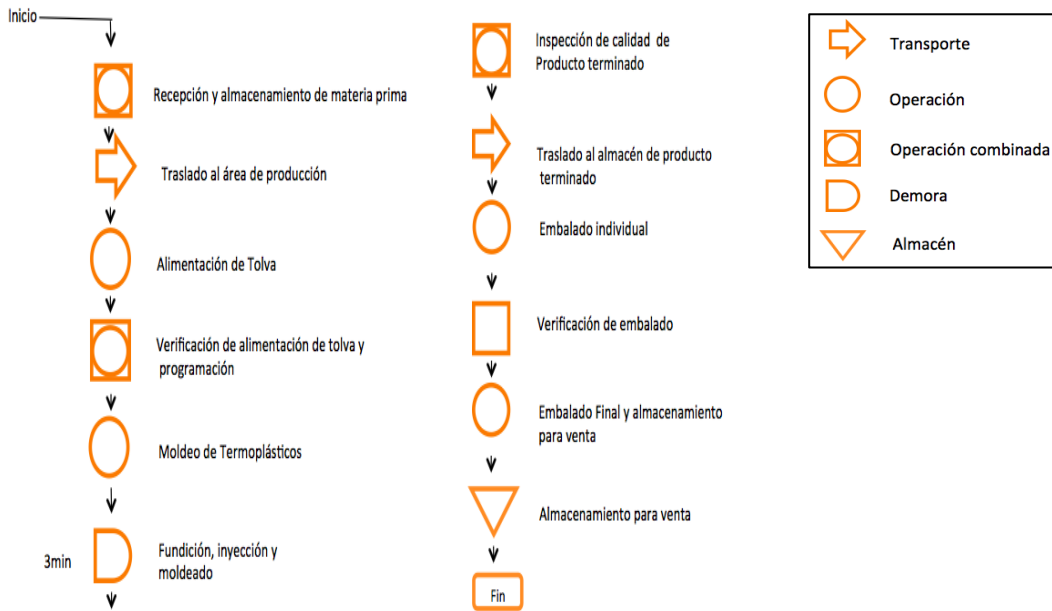 Inicio
Recepción y almacenamiento de materia prima
Traslado al área de producción
Alimentación de Tolva
Verificación de alimentación de tolva y
programación
Moldeo de Termoplásticos
3min
Fundición, inyección y
moldeado
Inspección de calidad de
Producto terminado
Traslado al almacén de producto
terminado
Embalado individual
Verificación de embalado
Embalado Final y almacenamiento
para venta
Almacenamiento para venta
Fin
Transporte
Operación
Operación combinada
Demora
Almacén